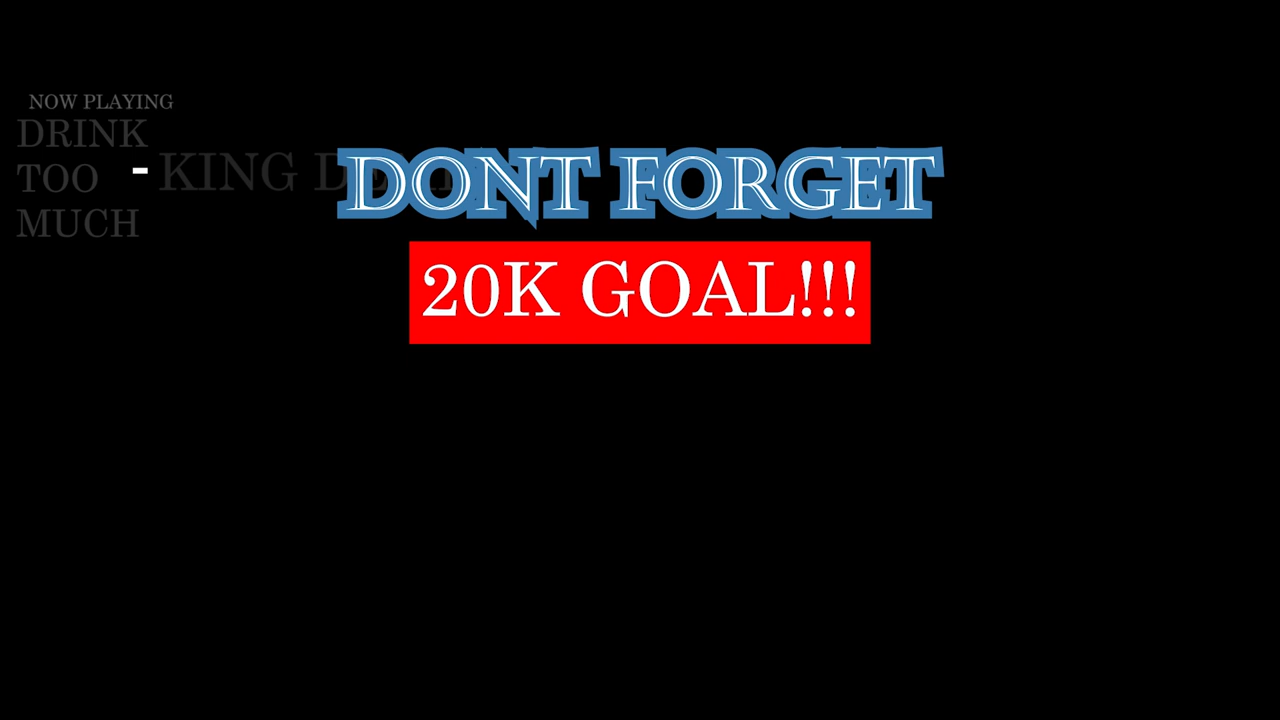 NOW PLAYING
DRINK
TOO
MUCH
- KING
DONT FORGET
20K GOAL!!!